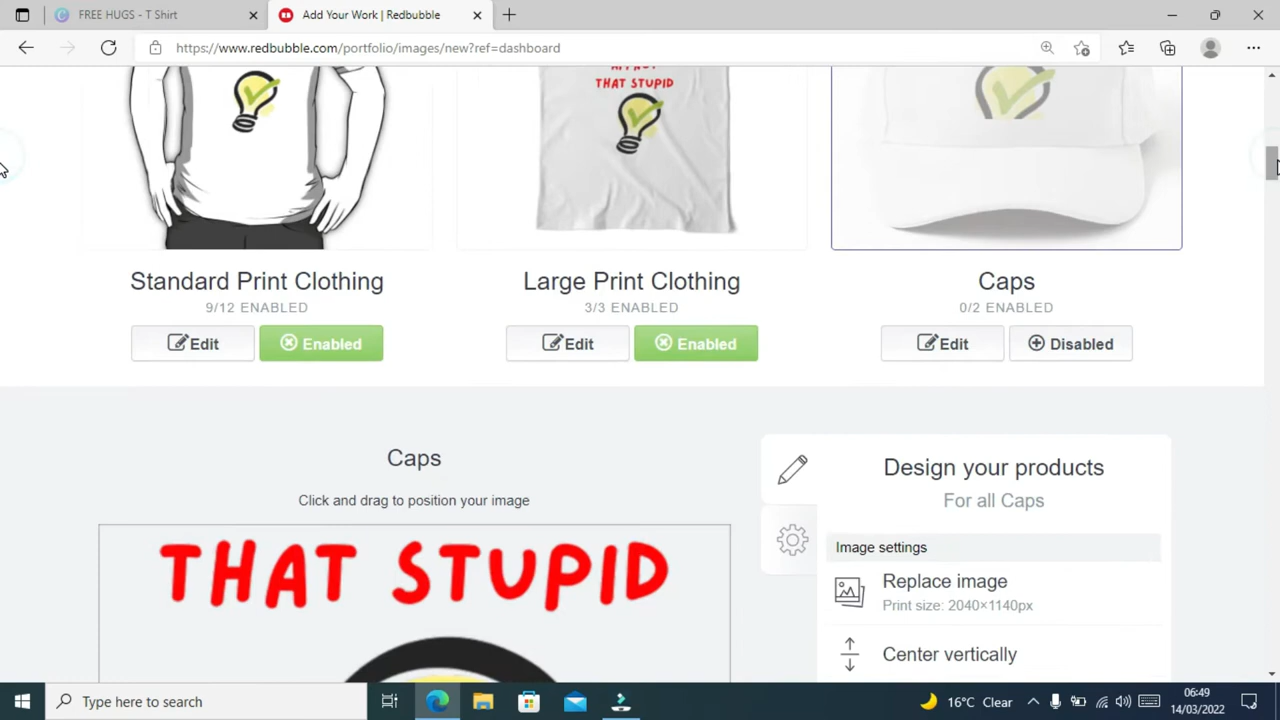 FREE HUGS - T Shirt
Add Your Work | Redbubble
https://www.redbubble.com/portfolio/images/new?ref=dashboard
THAT STUPID
Standard Print Clothing
Large Print Clothing
Caps
9/12 ENABLED
3/3 ENABLED
0/2 ENABLED
Edit
Enabled
Edit
Enabled
Edit
Disabled
Caps
Click and drag to position your image
THAT STUPID
Design your products
For all Caps
Image settings
Replace image
Print size: 2040×1140px
Center vertically
Type here to search
16°C Clear
06:49
14/03/2022